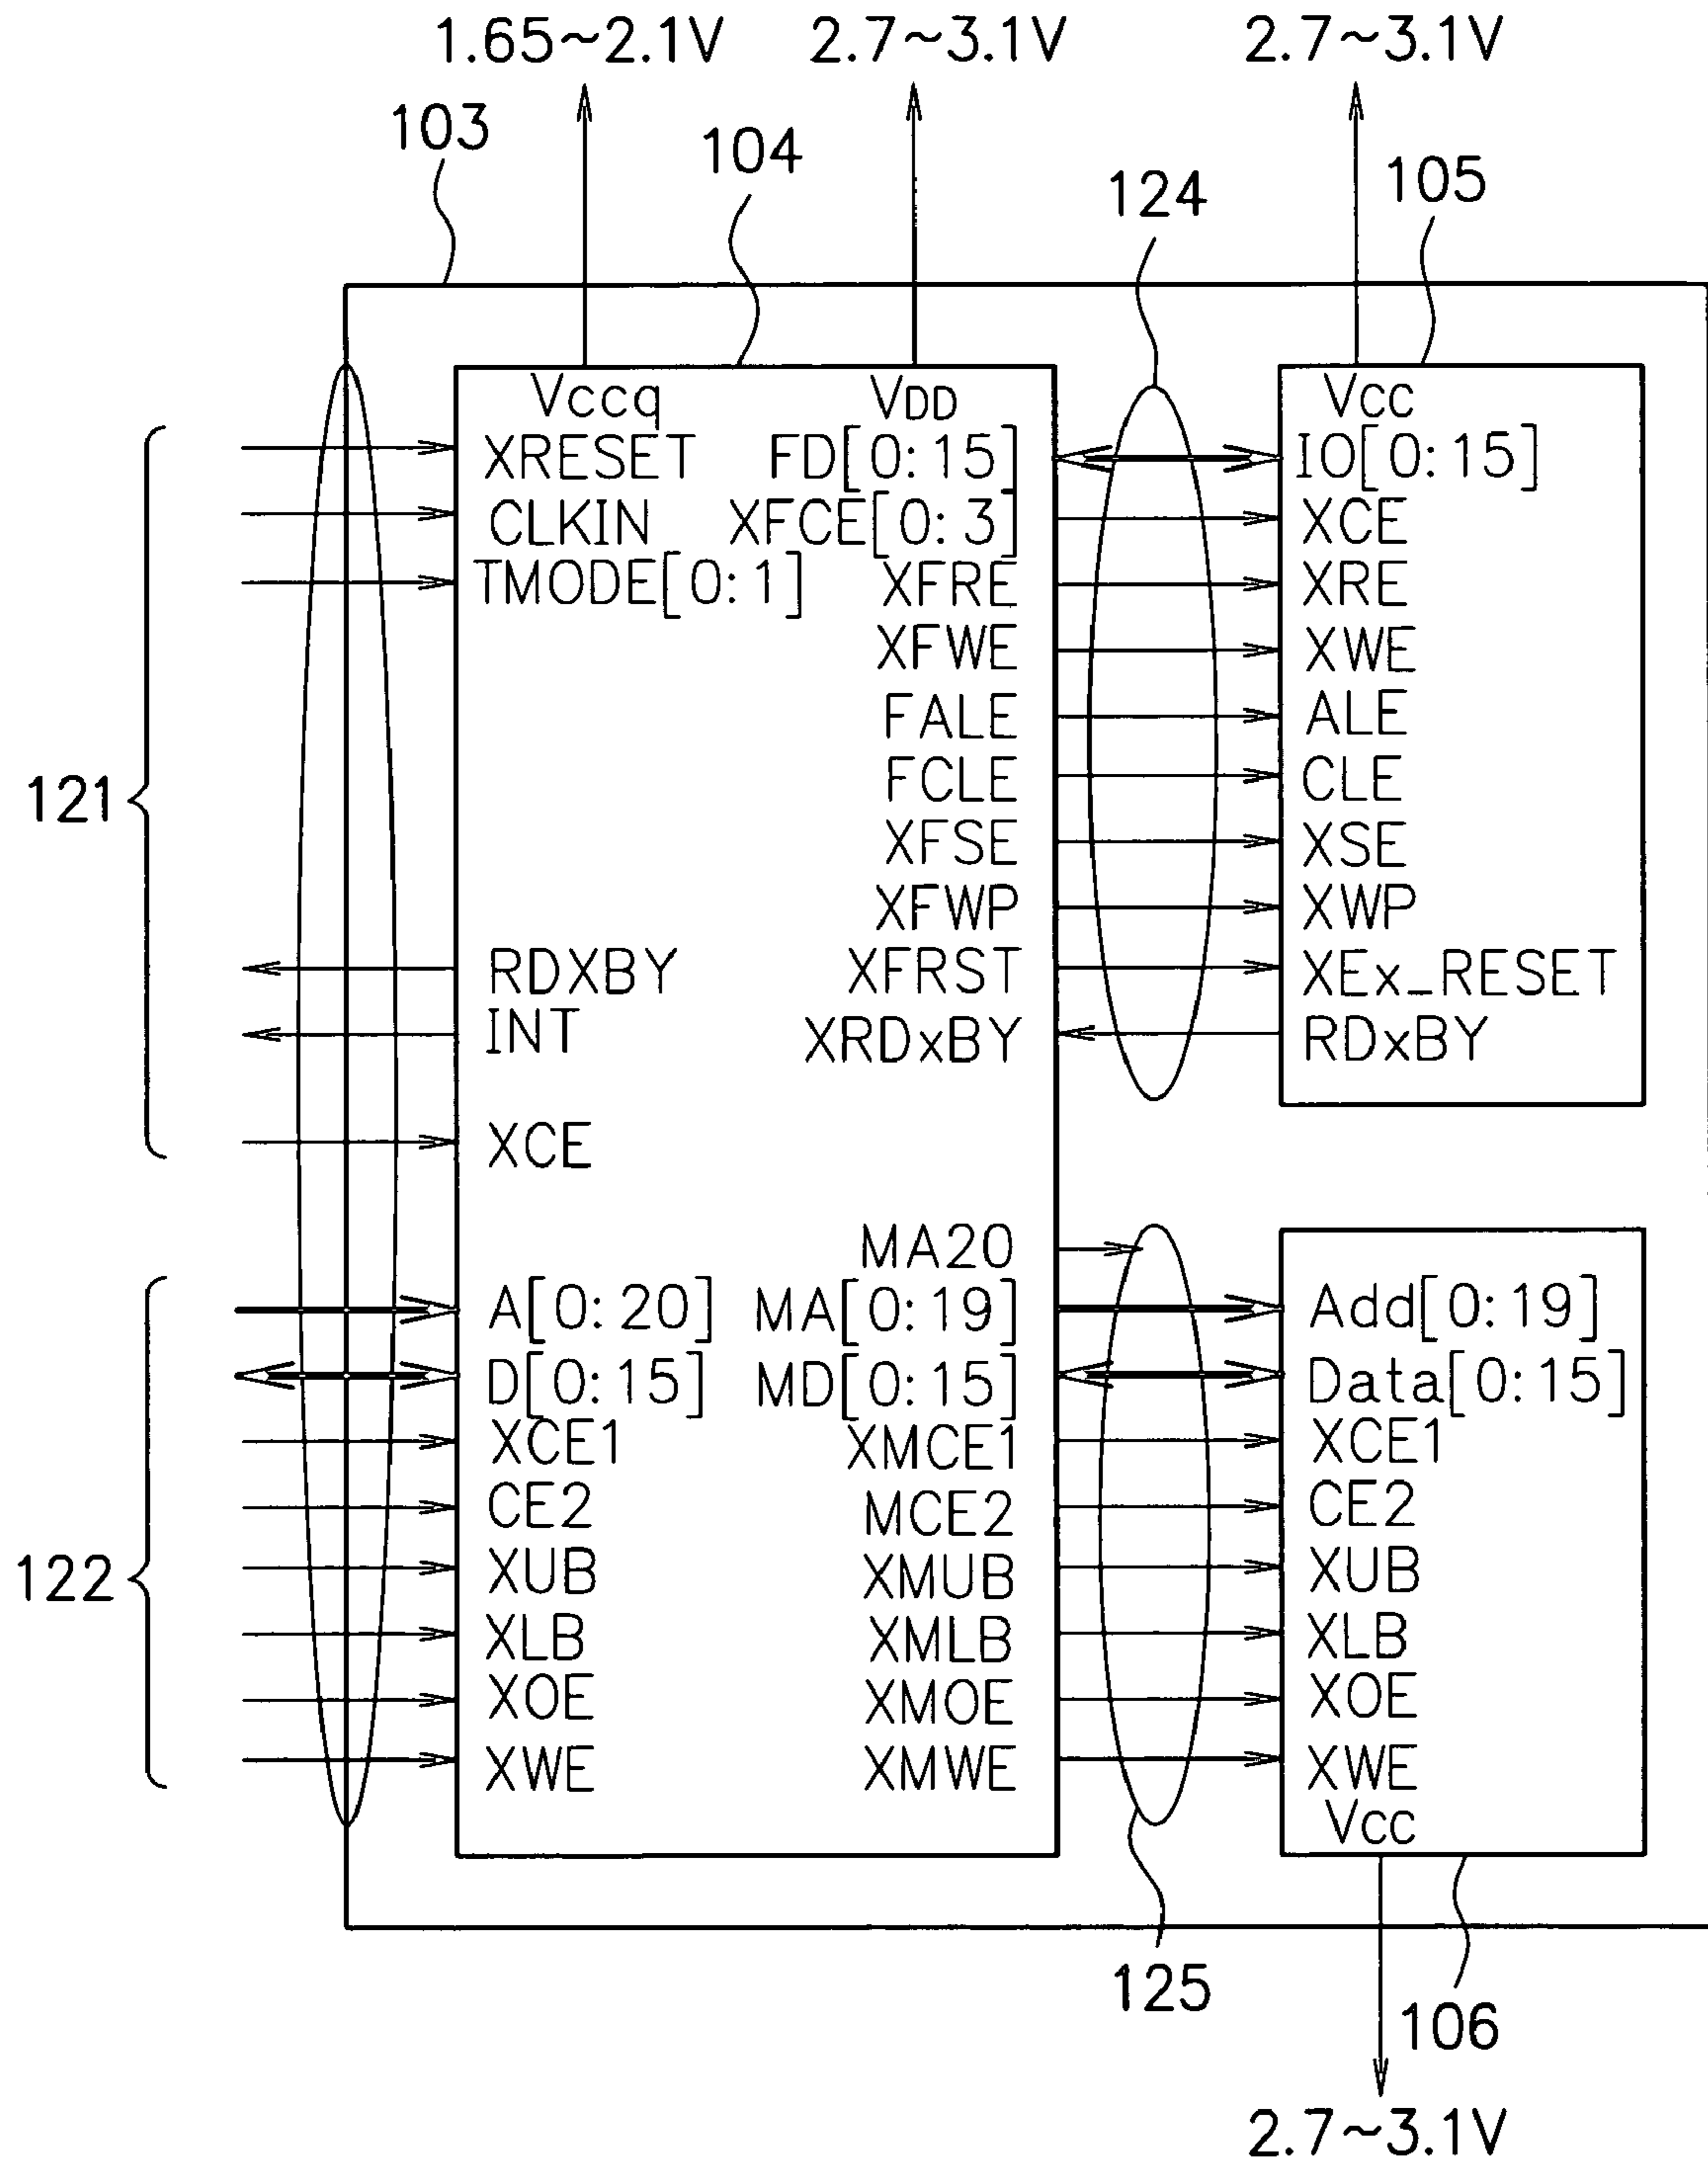 1.65~2.1V 2.7~3.1V 2.7~3.1V
103 104 124 105
Vccq VDD Vcc
XRESET FD[0:15] IO[0:15]
CLKIN XFCE[0:3] XCE
TMODE[0:1] XFRE XRE
XFWE XWE
FALE ALE
121 FCLE CLE
XFSE XSE
XFWP XWP
RDXBY XFRST XEx_RESET
INT XRDxBY RDxBY
XCE
MA20
A[0:20] MA[0:19] Add[0:19]
D[0:15] MD[0:15] Data[0:15]
XCE1 XMCE1 XCE1
CE2 MCE2 CE2
122 XUB XMUB XUB
XLB XMLB XLB
XOE XMOE XOE
XWE XMWE XWE
Vcc
125 106
2.7~3.1V